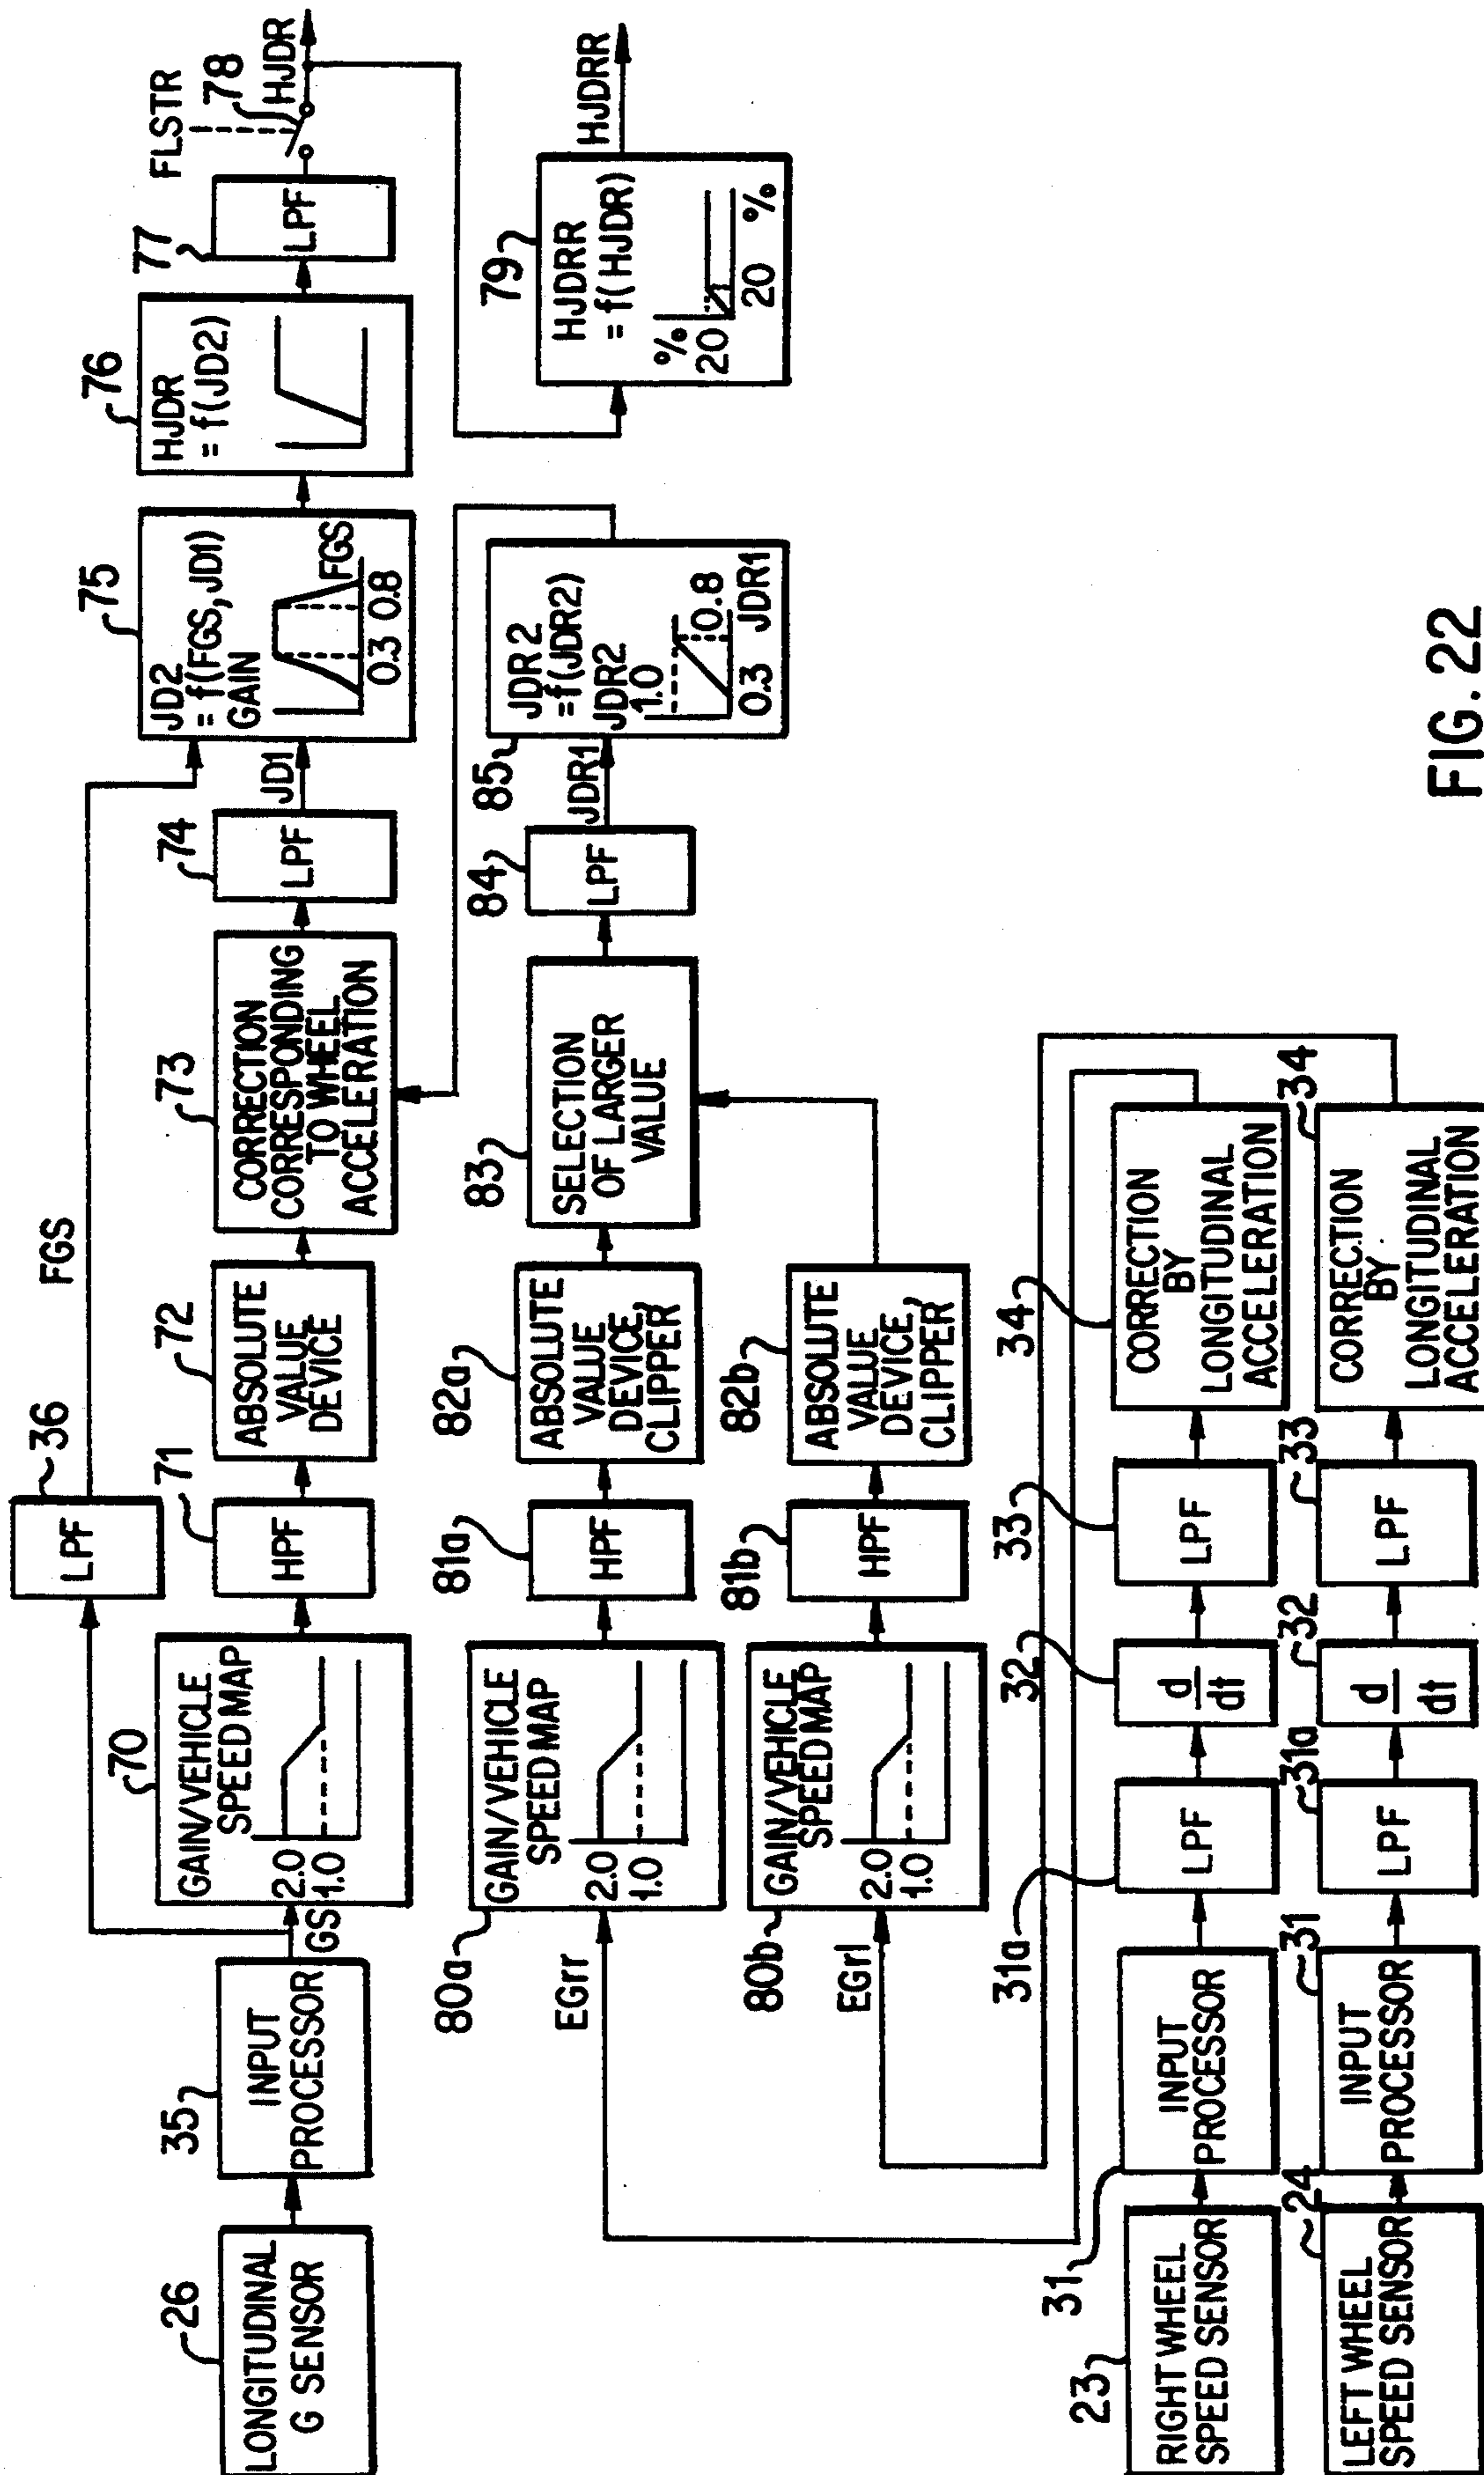 26
LONGITUDINAL
G SENSOR
35
INPUT
PROCESSOR
GS
36
LPF
FGS
70
GAIN/VEHICLE
SPEED MAP
2.0
1.0
71
HPF
72
ABSOLUTE
VALUE
DEVICE
73
CORRECTION
CORRESPONDING
TO WHEEL
ACCELERATION
74
LPF
JD1
75
JD2
= f(FGS, JD1)
GAIN
FGS
0.3 0.8
76
HJDR
= f(JD2)
77
LPF
FLSTR
78
HJDR
79
HJDRR
= f(HJDR)
%
20
20 %
HJDRR
80a
GAIN/VEHICLE
SPEED MAP
2.0
1.0
EGrr
81a
HPF
82a
ABSOLUTE
VALUE
DEVICE,
CLIPPER
83
SELECTION
OF LARGER
VALUE
84
LPF
JDR1
85
JDR2
=f(JDR2)
JDR2
1.0
0.8
0.3 JDR1
80b
GAIN/VEHICLE
SPEED MAP
2.0
1.0
EGrl
81b
HPF
82b
ABSOLUTE
VALUE
DEVICE,
CLIPPER
23
RIGHT WHEEL
SPEED SENSOR
31
INPUT
PROCESSOR
31a
LPF
32
d
dt
33
LPF
34
CORRECTION
BY
LONGITUDINAL
ACCELERATION
24
LEFT WHEEL
SPEED SENSOR
31
INPUT
PROCESSOR
31a
LPF
32
d
dt
33
LPF
34
CORRECTION
BY
LONGITUDINAL
ACCELERATION
FIG. 22